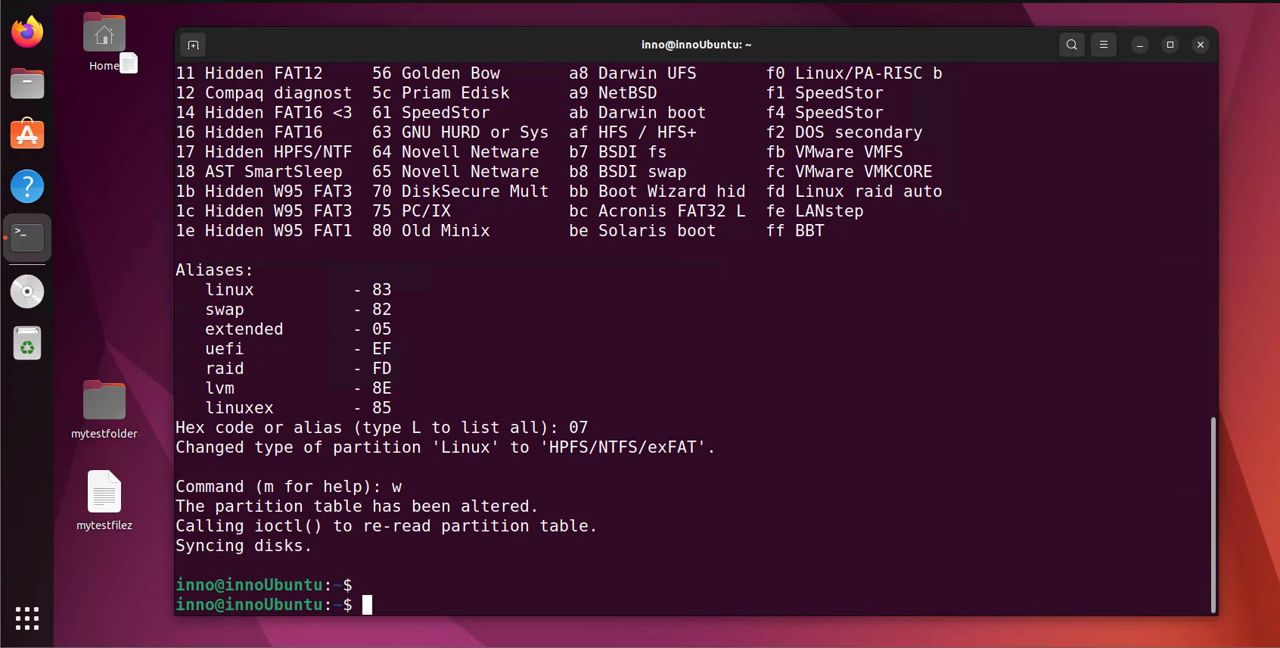 inno@innoUbuntu: ~
Home
11 Hidden FAT12 56 Golden Bow a8 Darwin UFS f0 Linux/PA-RISC b
12 Compaq diagnost 5c Priam Edisk a9 NetBSD f1 SpeedStor
14 Hidden FAT16 <3 61 SpeedStor ab Darwin boot f4 SpeedStor
16 Hidden FAT16 63 GNU HURD or Sys af HFS / HFS+ f2 DOS secondary
17 Hidden HPFS/NTF 64 Novell Netware b7 BSDI fs fb VMware VMFS
18 AST SmartSleep 65 Novell Netware b8 BSDI swap fc VMware VMKCORE
1b Hidden W95 FAT3 70 DiskSecure Mult bb Boot Wizard hid fd Linux raid auto
1c Hidden W95 FAT3 75 PC/IX bc Acronis FAT32 L fe LANstep
1e Hidden W95 FAT1 80 Old Minix be Solaris boot ff BBT
Aliases:
linux - 83
swap - 82
extended - 05
uefi - EF
raid - FD
lvm - 8E
linuxex - 85
Hex code or alias (type L to list all): 07
Changed type of partition 'Linux' to 'HPFS/NTFS/exFAT'.
Command (m for help): w
The partition table has been altered.
Calling ioctl() to re-read partition table.
Syncing disks.
inno@innoUbuntu:~$
inno@innoUbuntu:~$
mytestfolder
mytestfilez